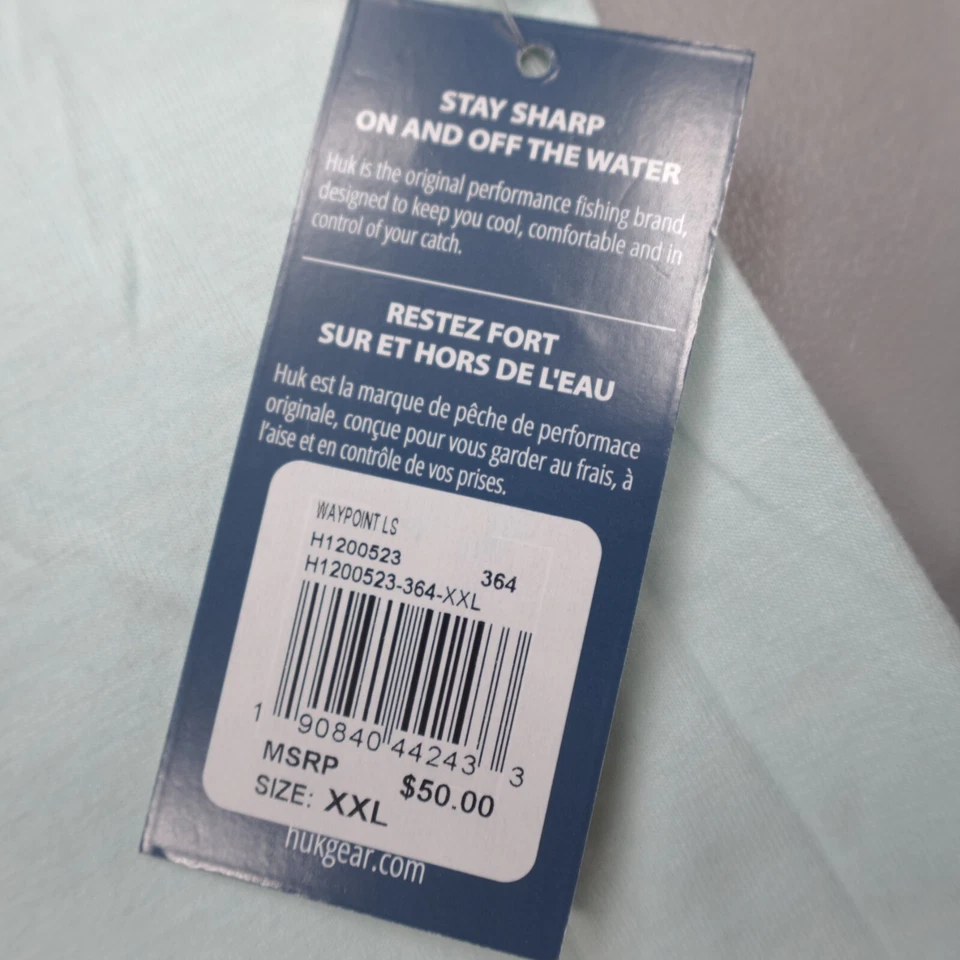 STAY SHARP
ON AND OFF THE WATER
Huk is the original performance fishing brand,
designed to keep you cool, comfortable and in
control of your catch.
RESTEZ FORT
SUR ET HORS DE L'EAU
Huk est la marque de pêche de performace
originale, conçue pour vous garder au frais, à
l'aise et en contrôle de vos prises.
WAYPOINT LS
H1200523 364
H1200523-364-XXL
1 90840 44243 3
MSRP $50.00
SIZE: XXL
hukgear.com